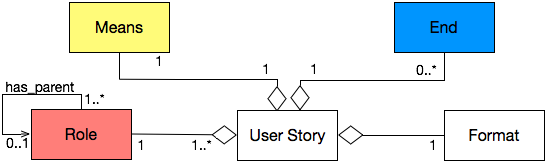 Means
End
1
1
1
0..*
has_parent
1..*
0..1
Role
1
1..*
User Story
1
Format